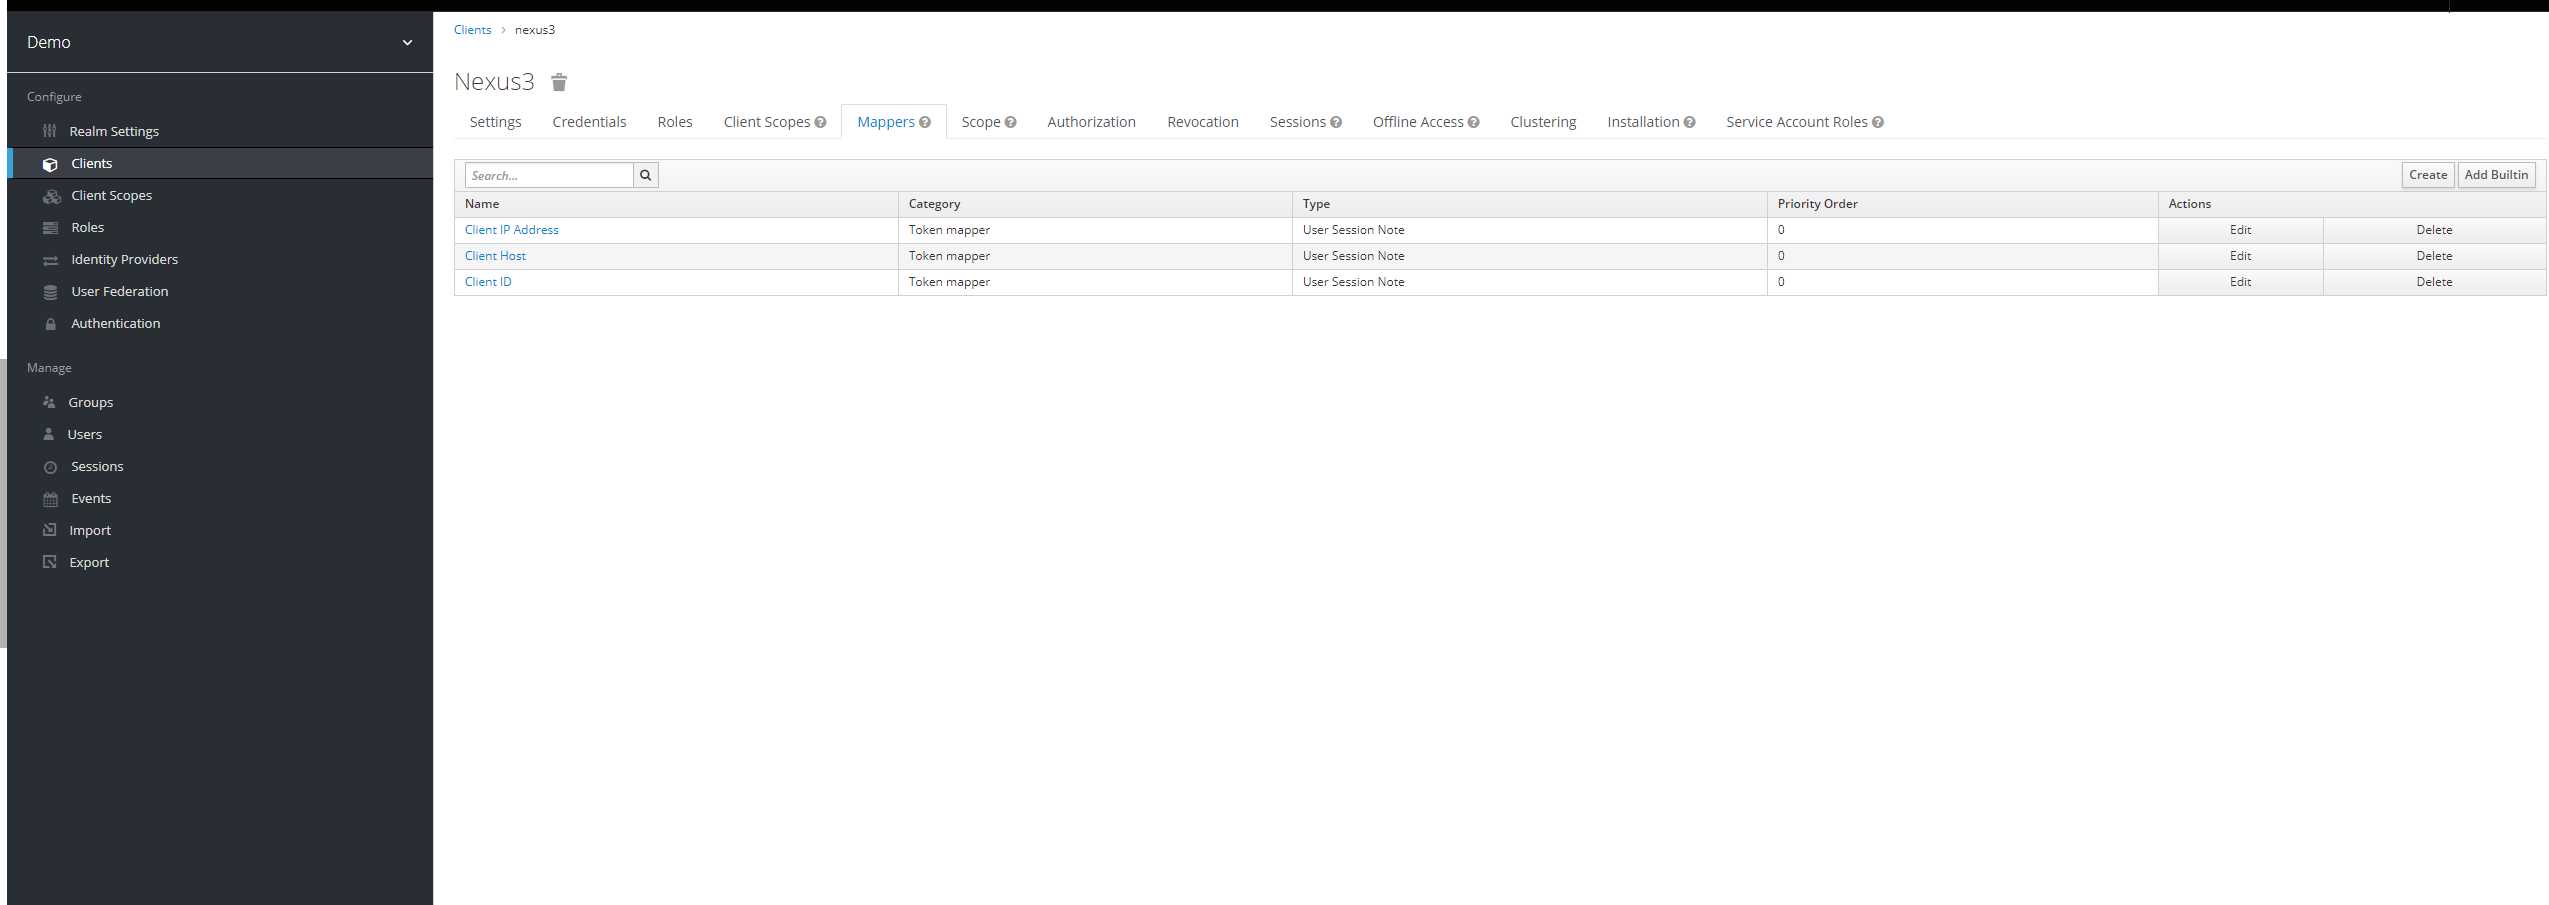 Demo
Configure
Realm Settings
Clients
Client Scopes
Roles
Identity Providers
User Federation
Authentication
Manage
Groups
Users
Sessions
Events
Import
Export
Clients > nexus3
Nexus3
Settings Credentials Roles Client Scopes Mappers Scope Authorization Revocation Sessions Offline Access Clustering Installation Service Account Roles
Search... Create Add Builtin
Name Category Type Priority Order Actions
Client IP Address Token mapper User Session Note 0 Edit Delete
Client Host Token mapper User Session Note 0 Edit Delete
Client ID Token mapper User Session Note 0 Edit Delete